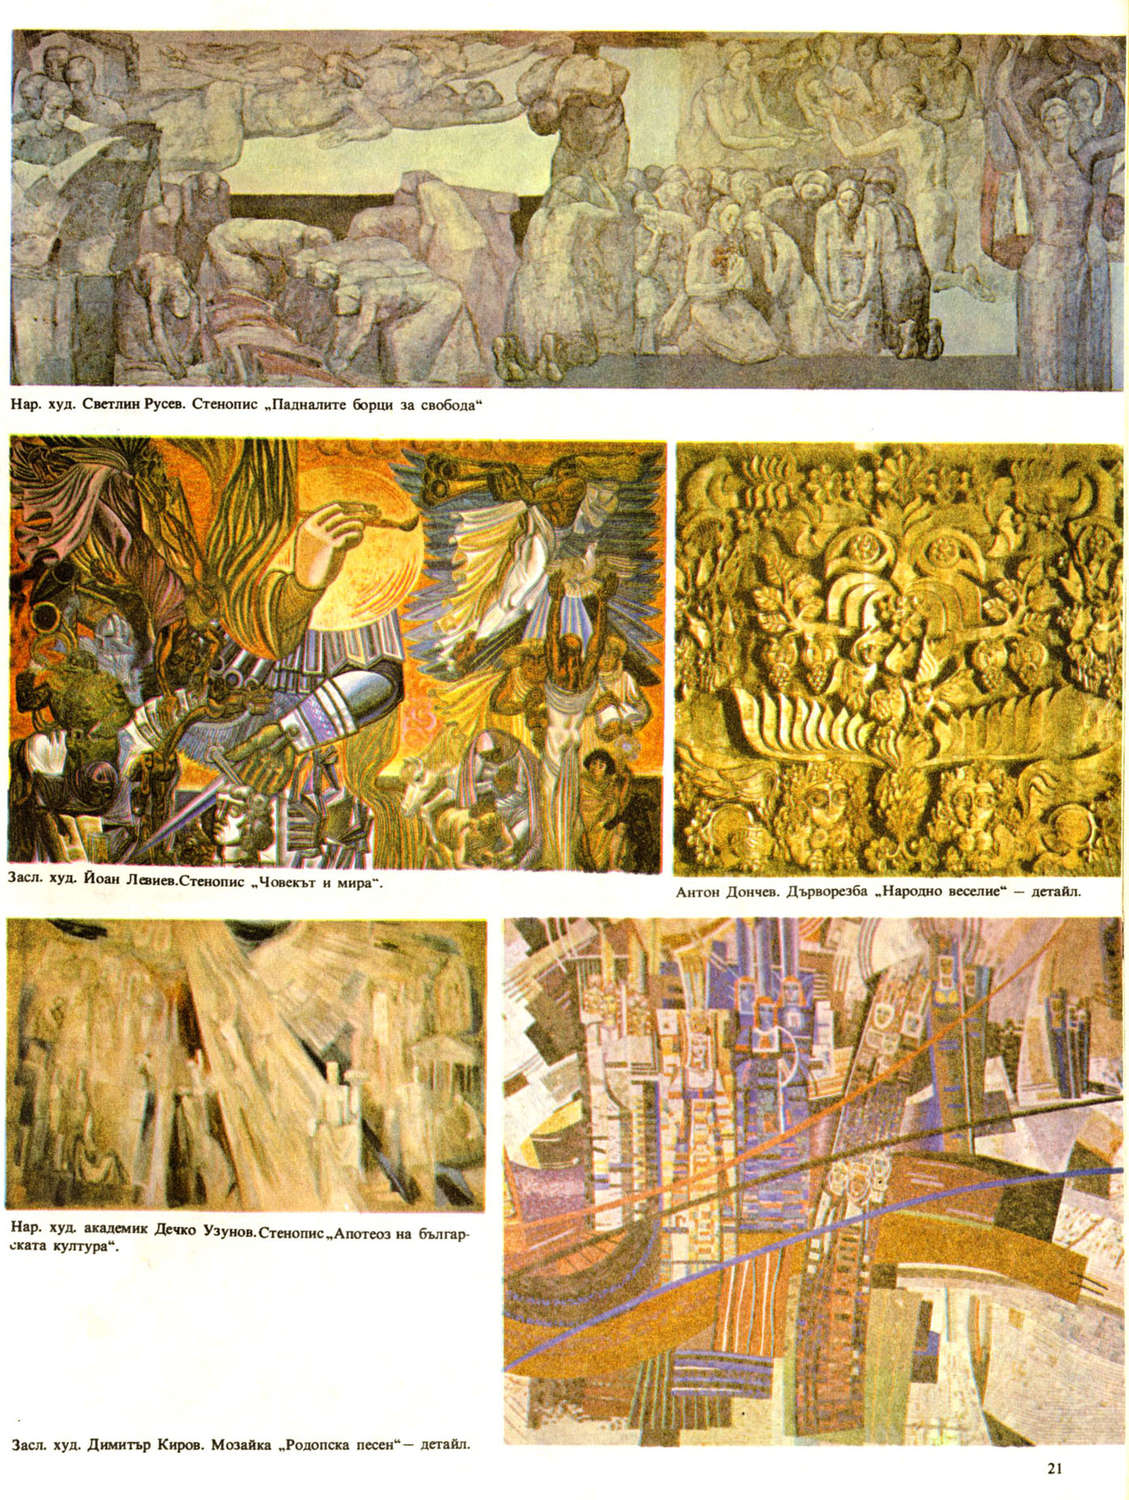 Нар. худ. Светлин Русев. Стенопис „Падналите борци за свобода“
Засл. худ. Йоан Левиев.Стенопис „Човекът и мира“.
Антон Дончев. Дърворезба „Народно веселие“ — детайл.
Нар. худ. академик Дечко Узунов.Стенопис„Апотеоз на българ-
ската култура“.
Засл. худ. Димитър Киров. Мозайка „Родопска песен“— детайл.
21